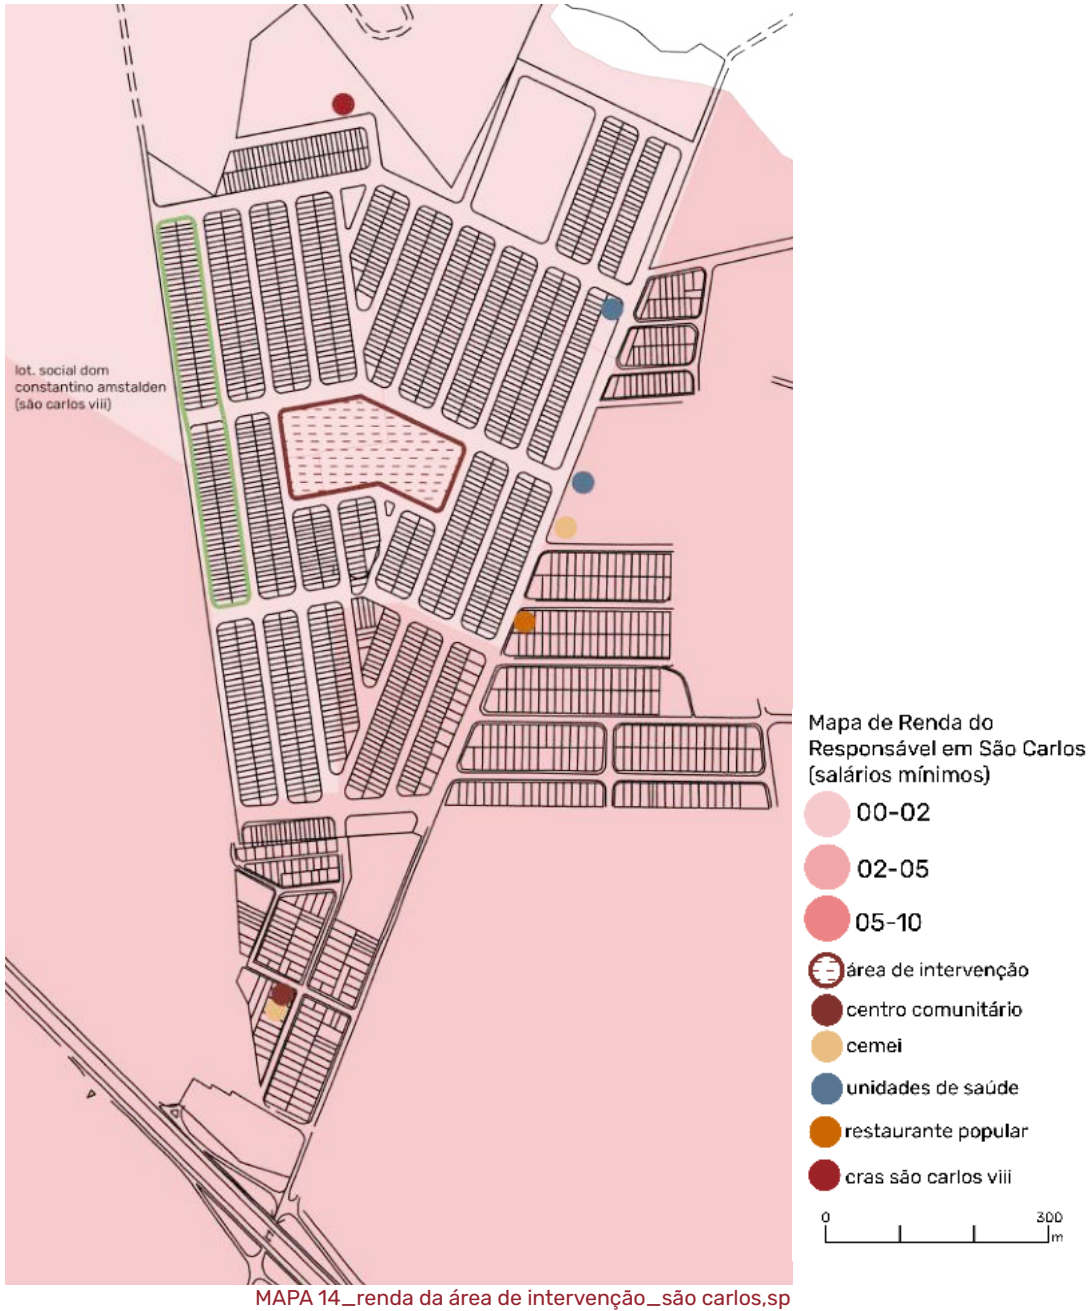 lot. social dom
constantino amstalden
(são carlos viii)
Mapa de Renda do
Responsável em São Carlos
(salários mínimos)
00-02
02-05
05-10
área de intervenção
centro comunitário
cemei
unidades de saúde
restaurante popular
cras são carlos viii
0 300
m
MAPA 14_renda da área de intervenção_são carlos,sp